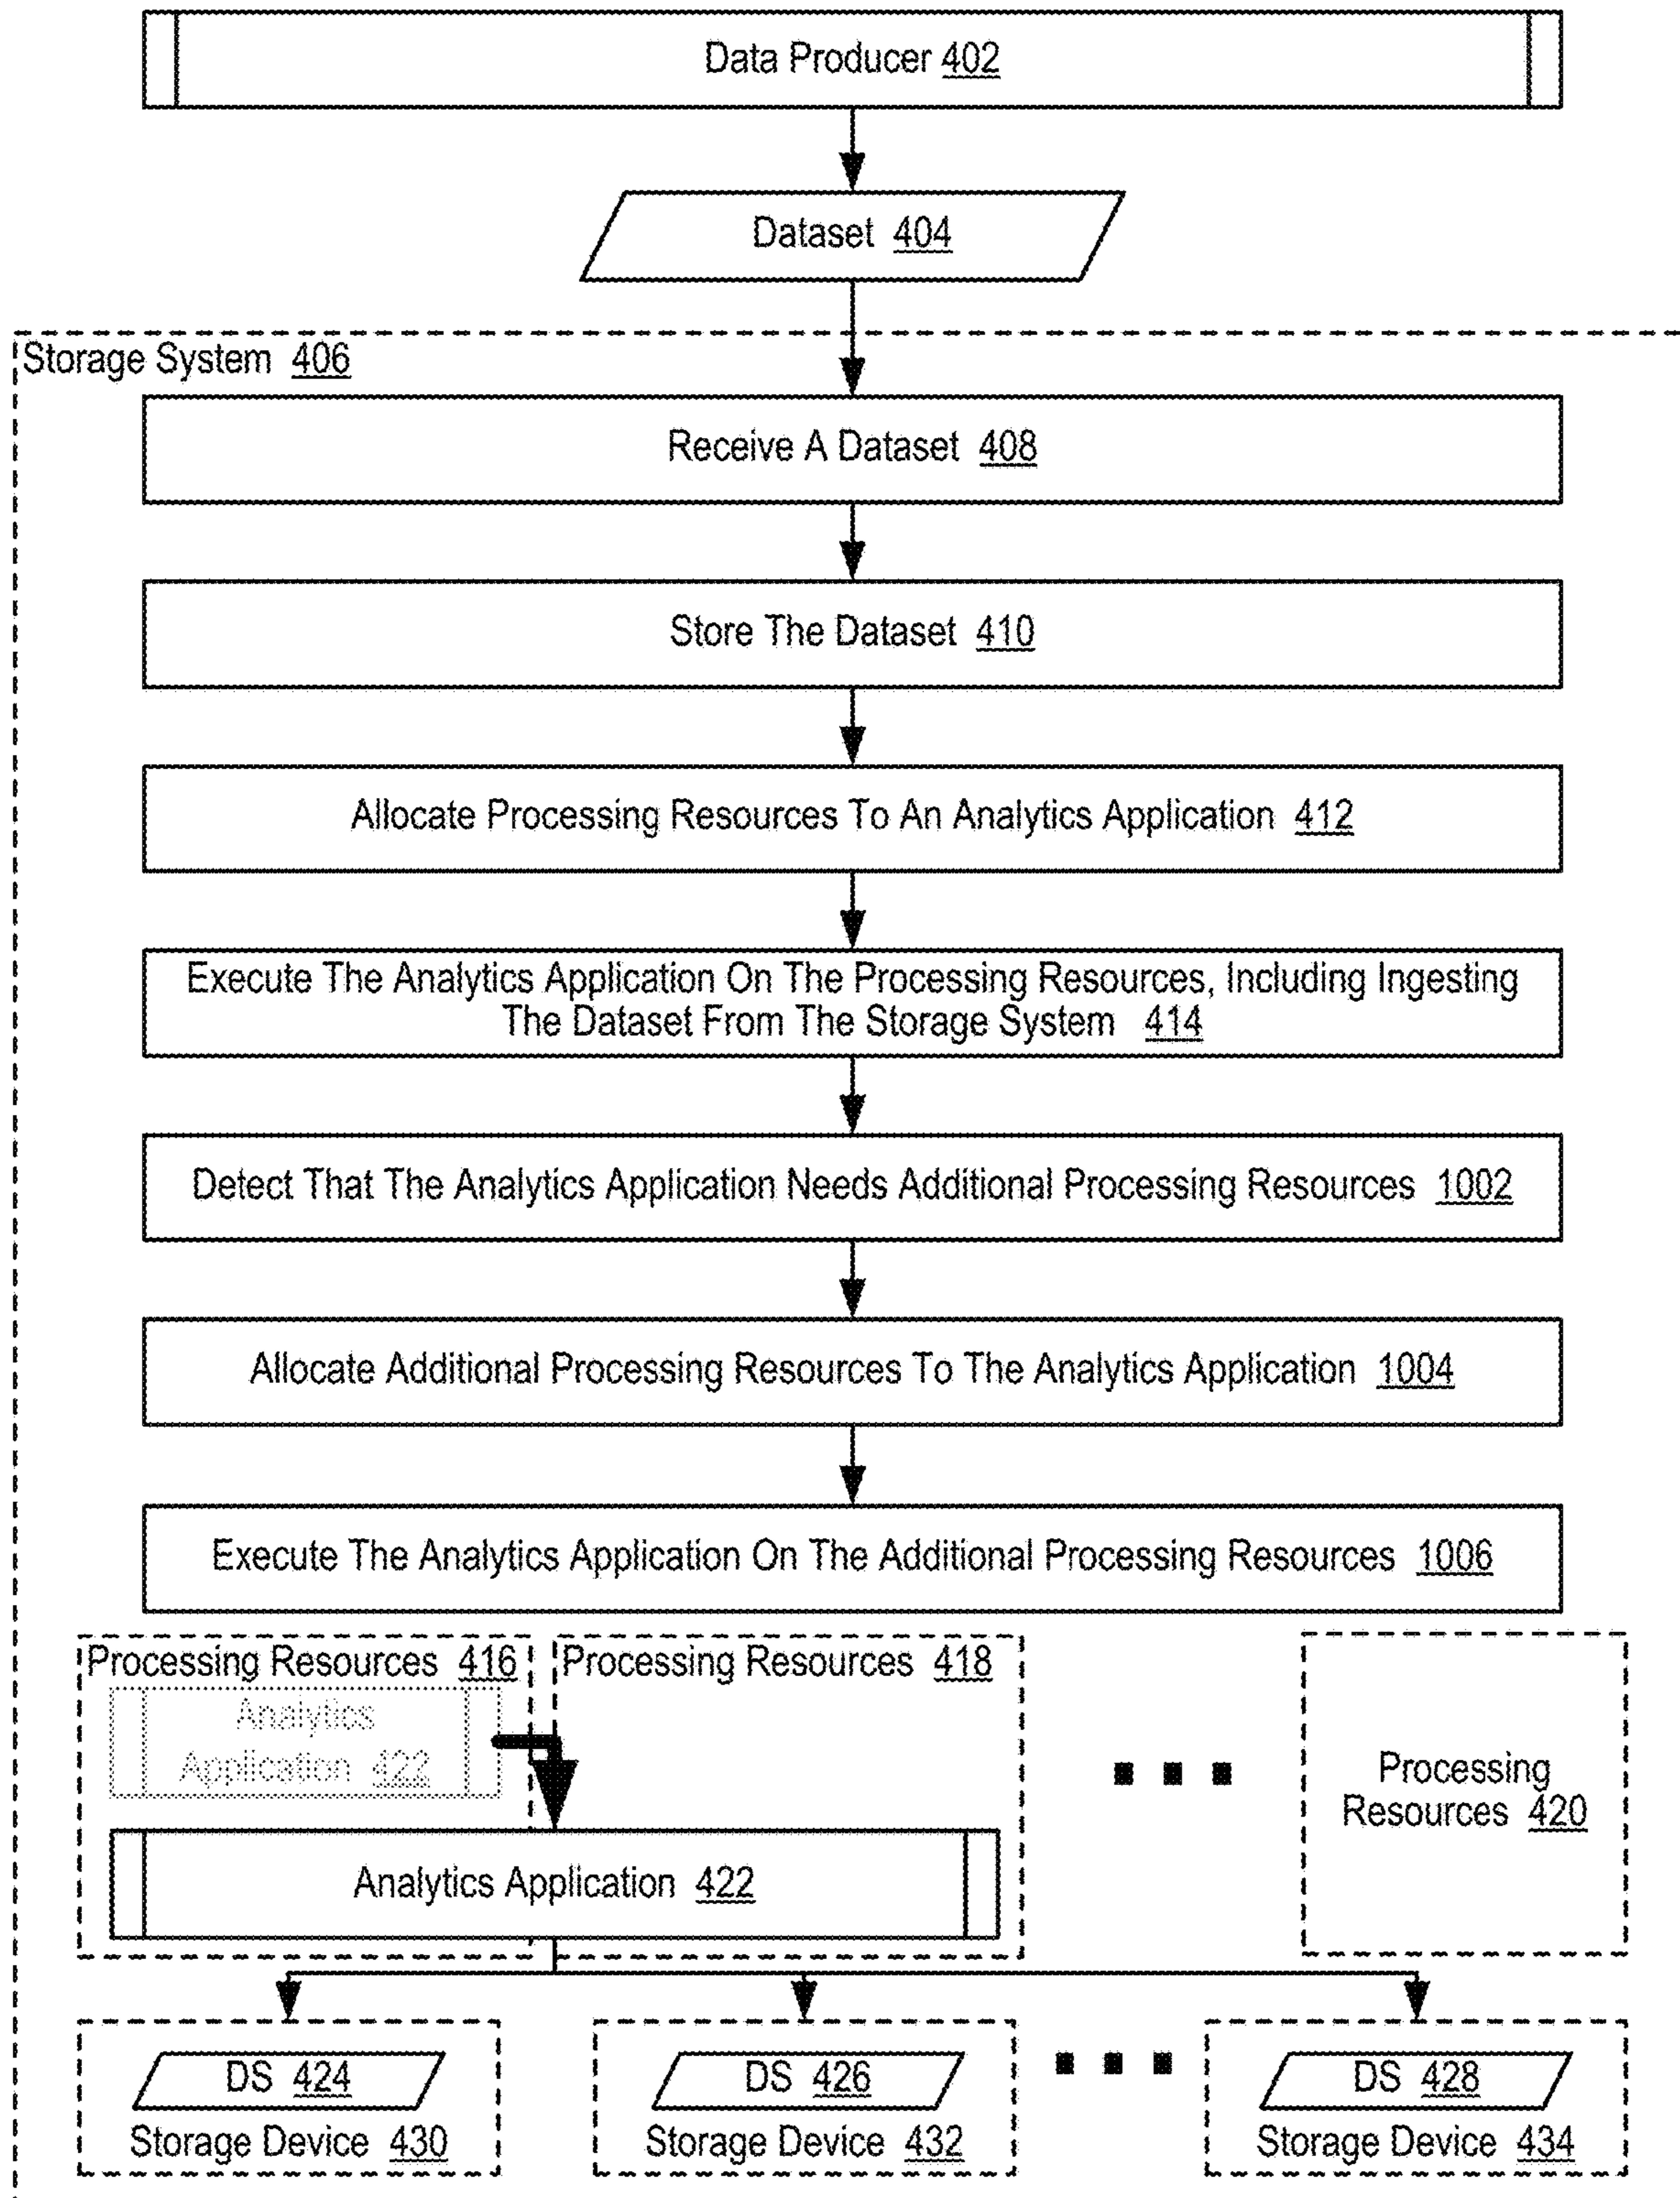 Data Producer 402
Dataset 404
Storage System 406
Receive A Dataset 408
Store The Dataset 410
Allocate Processing Resources To An Analytics Application 412
Execute The Analytics Application On The Processing Resources, Including Ingesting
The Dataset From The Storage System 414
Detect That The Analytics Application Needs Additional Processing Resources 1002
Allocate Additional Processing Resources To The Analytics Application 1004
Execute The Analytics Application On The Additional Processing Resources 1006
Processing Resources 416
Analytics
Application 422
Processing Resources 418
Processing
Resources 420
Analytics Application 422
DS 424
Storage Device 430
DS 426
Storage Device 432
DS 428
Storage Device 434